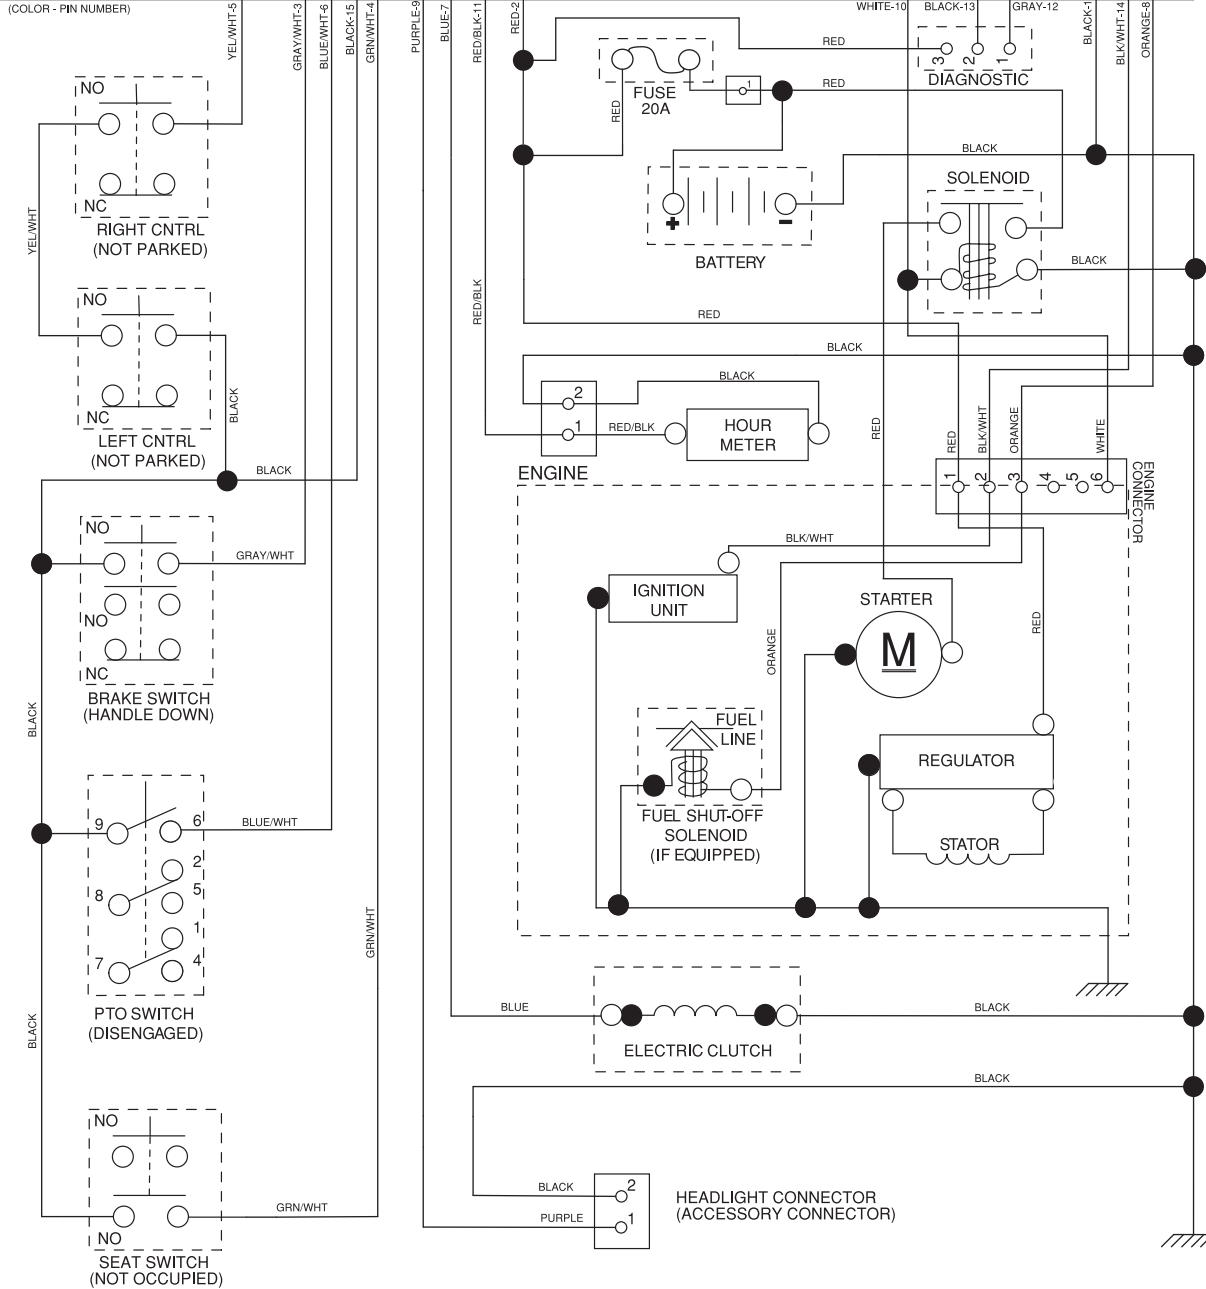 (COLOR - PIN NUMBER)
YEL/WHT-5
GRAY/WHT-3
BLUE/WHT-6
BLACK-15
GRN/WHT-4
PURPLE-9
BLUE-7
RED/BLK-11
RED-2
WHITE-10
BLACK-13
GRAY-12
BLACK-1
BLK/WHT-14
ORANGE-8
RED
3 2 1
DIAGNOSTIC
FUSE
20A
RED
1
RED
BLACK
+ -
BATTERY
SOLENOID
BLACK
NO
NC
RIGHT CNTRL
(NOT PARKED)
YEL/WHT
NO
NC
LEFT CNTRL
(NOT PARKED)
BLACK
BLACK
RED/BLK
RED
BLACK
BLACK
2
1
RED/BLK
HOUR
METER
ENGINE
RED
RED
BLK/WHT
ORANGE
WHITE
1 2 3 4 5 6
ENGINE
CONNECTOR
NO
NO
NC
GRAY/WHT
BRAKE SWITCH
(HANDLE DOWN)
BLACK
BLK/WHT
IGNITION
UNIT
STARTER
M
ORANGE
RED
FUEL
LINE
FUEL SHUT-OFF
SOLENOID
(IF EQUIPPED)
REGULATOR
STATOR
9 6
BLUE/WHT
2
8 5
1
7 4
PTO SWITCH
(DISENGAGED)
GRN/WHT
BLACK
BLUE
BLACK
ELECTRIC CLUTCH
BLACK
NO
NO
GRN/WHT
SEAT SWITCH
(NOT OCCUPIED)
BLACK
2
PURPLE
1
HEADLIGHT CONNECTOR
(ACCESSORY CONNECTOR)